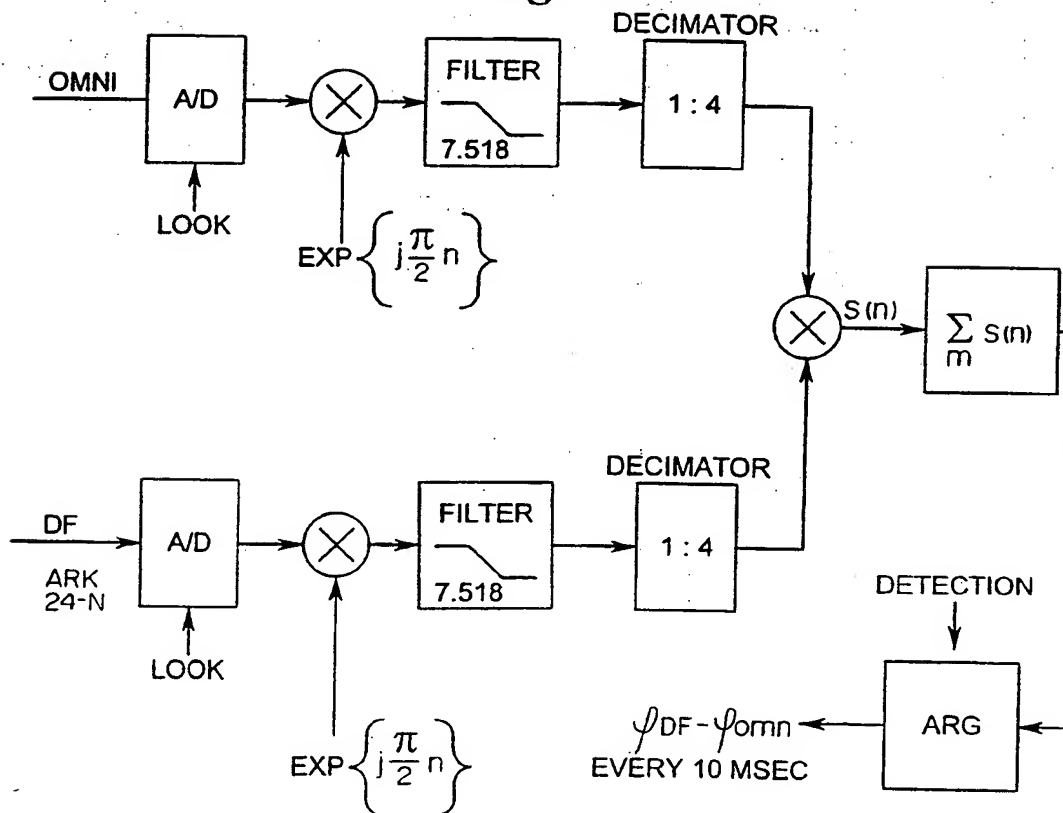 DECIMATOR
OMNI
A/D
FILTER
7.518
1 : 4
LOOK
EXP { j π/2 n }
S(n)
∑ S(n)
m
DECIMATOR
DF
A/D
FILTER
7.518
1 : 4
ARK
24-N
LOOK
DETECTION
EXP { j π/2 n }
φDF - φomn
EVERY 10 MSEC
ARG